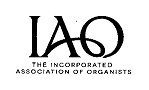 IAO
THE INCORPORATED
ASSOCIATION OF ORGANISTS